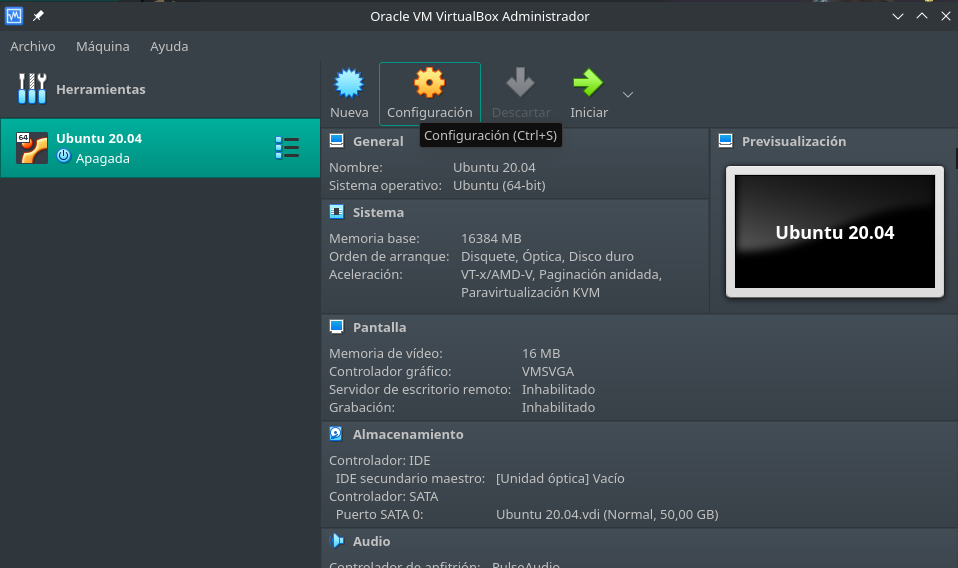 Oracle VM VirtualBox Administrador
Archivo Máquina Ayuda
Herramientas
64
Ubuntu 20.04
Apagada
Nueva Configuración Descartar Iniciar
Configuración (Ctrl+S)
General
Nombre: Ubuntu 20.04
Sistema operativo: Ubuntu (64-bit)
Previsualización
Ubuntu 20.04
Sistema
Memoria base: 16384 MB
Orden de arranque: Disquete, Óptica, Disco duro
Aceleración: VT-x/AMD-V, Paginación anidada,
Paravirtualización KVM
Pantalla
Memoria de vídeo: 16 MB
Controlador gráfico: VMSVGA
Servidor de escritorio remoto: Inhabilitado
Grabación: Inhabilitado
Almacenamiento
Controlador: IDE
IDE secundario maestro: [Unidad óptica] Vacío
Controlador: SATA
Puerto SATA 0: Ubuntu 20.04.vdi (Normal, 50,00 GB)
Audio
Controlador de anfitrión: PulseAudio